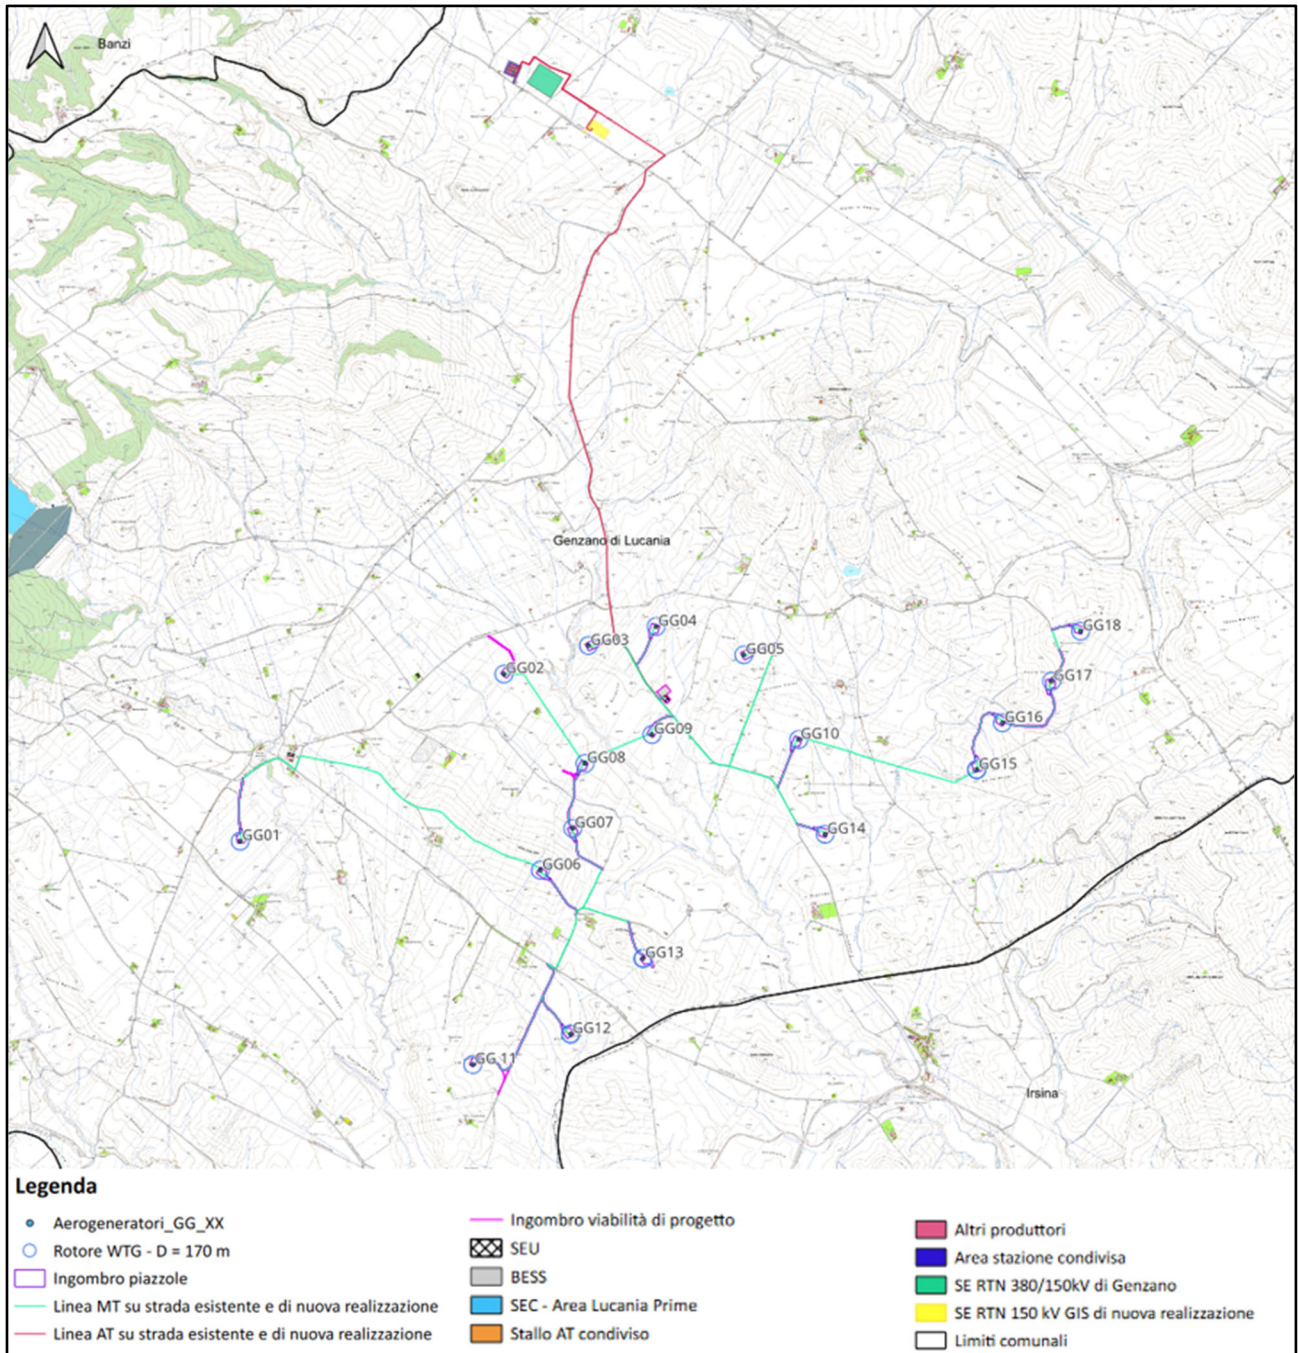 Banzi
Genzano di Lucania
GG04
GG03
GG18
GG05
GG02
GG17
GG16
GG09
GG10
GG08
GG15
GG07
GG14
GG01
GG06
GG13
GG12
GG 11
Irsina
Legenda
Aerogeneratori_GG_XX
Rotore WTG - D = 170 m
Ingombro piazzole
Linea MT su strada esistente e di nuova realizzazione
Linea AT su strada esistente e di nuova realizzazione
Ingombro viabilità di progetto
SEU
BESS
SEC - Area Lucania Prime
Stallo AT condiviso
Altri produttori
Area stazione condivisa
SE RTN 380/150kV di Genzano
SE RTN 150 kV GIS di nuova realizzazione
Limiti comunali